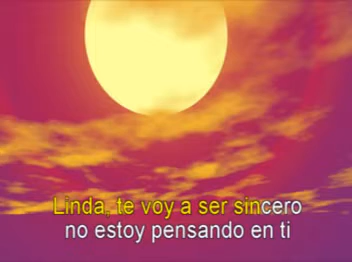 Linda, te voy a ser sincero
no estoy pensando en ti